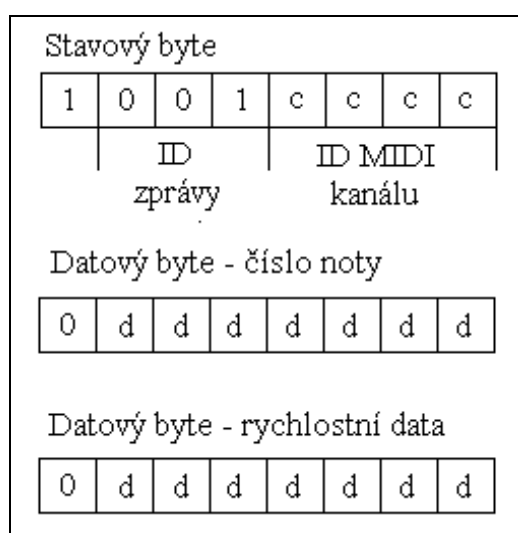 Stavový byte
1 0 0 1 c c c c
ID ID MIDI
zprávy kanálu
Datový byte - číslo noty
0 d d d d d d d
Datový byte - rychlostní data
0 d d d d d d d